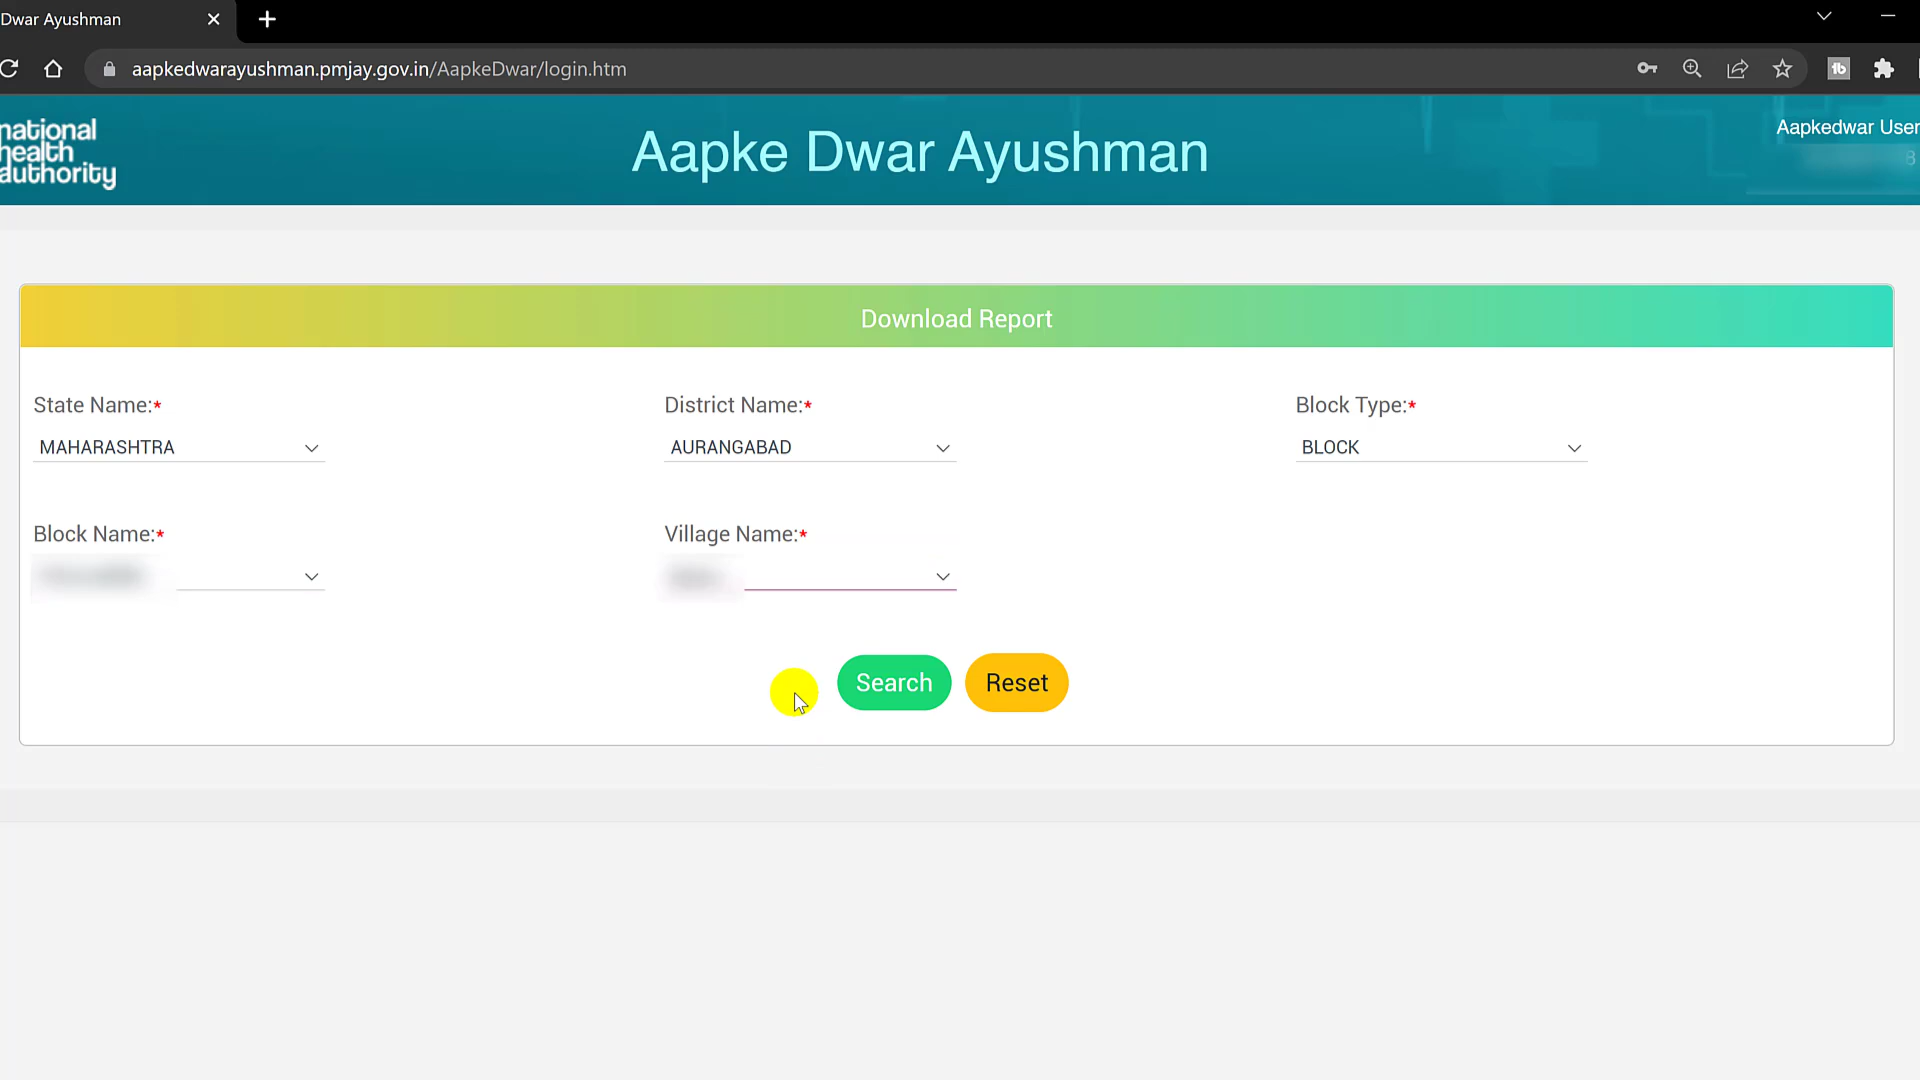 Dwar Ayushman
aapkedwarayushman.pmjay.gov.in/AapkeDwar/login.htm
national
health
authority
Aapke Dwar Ayushman
Aapkedwar User
8
Download Report
State Name:*
District Name:*
Block Type:*
MAHARASHTRA
AURANGABAD
BLOCK
Block Name:*
Village Name:*
Search
Reset